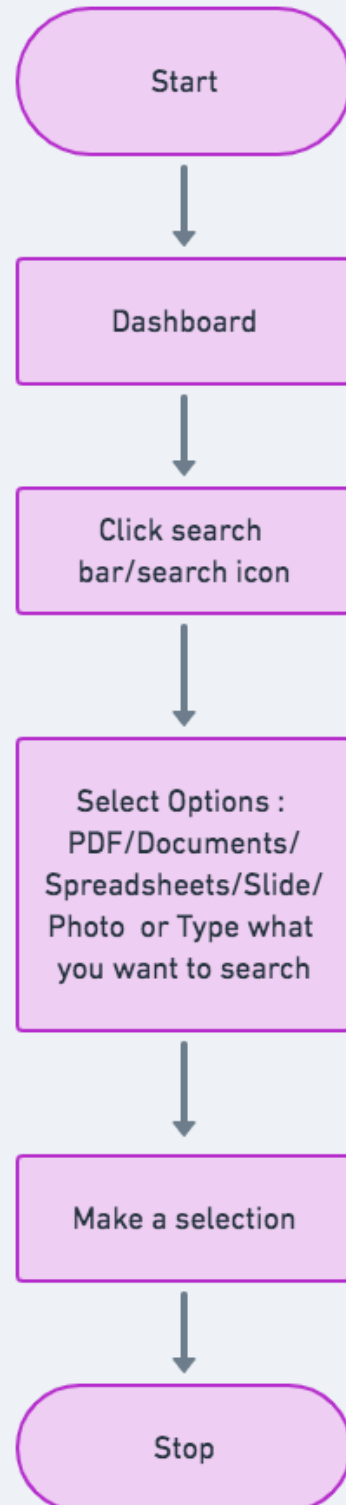 Start
Dashboard
Click search
bar/search icon
Select Options :
PDF/Documents/
Spreadsheets/Slide/
Photo or Type what
you want to search
Make a selection
Stop